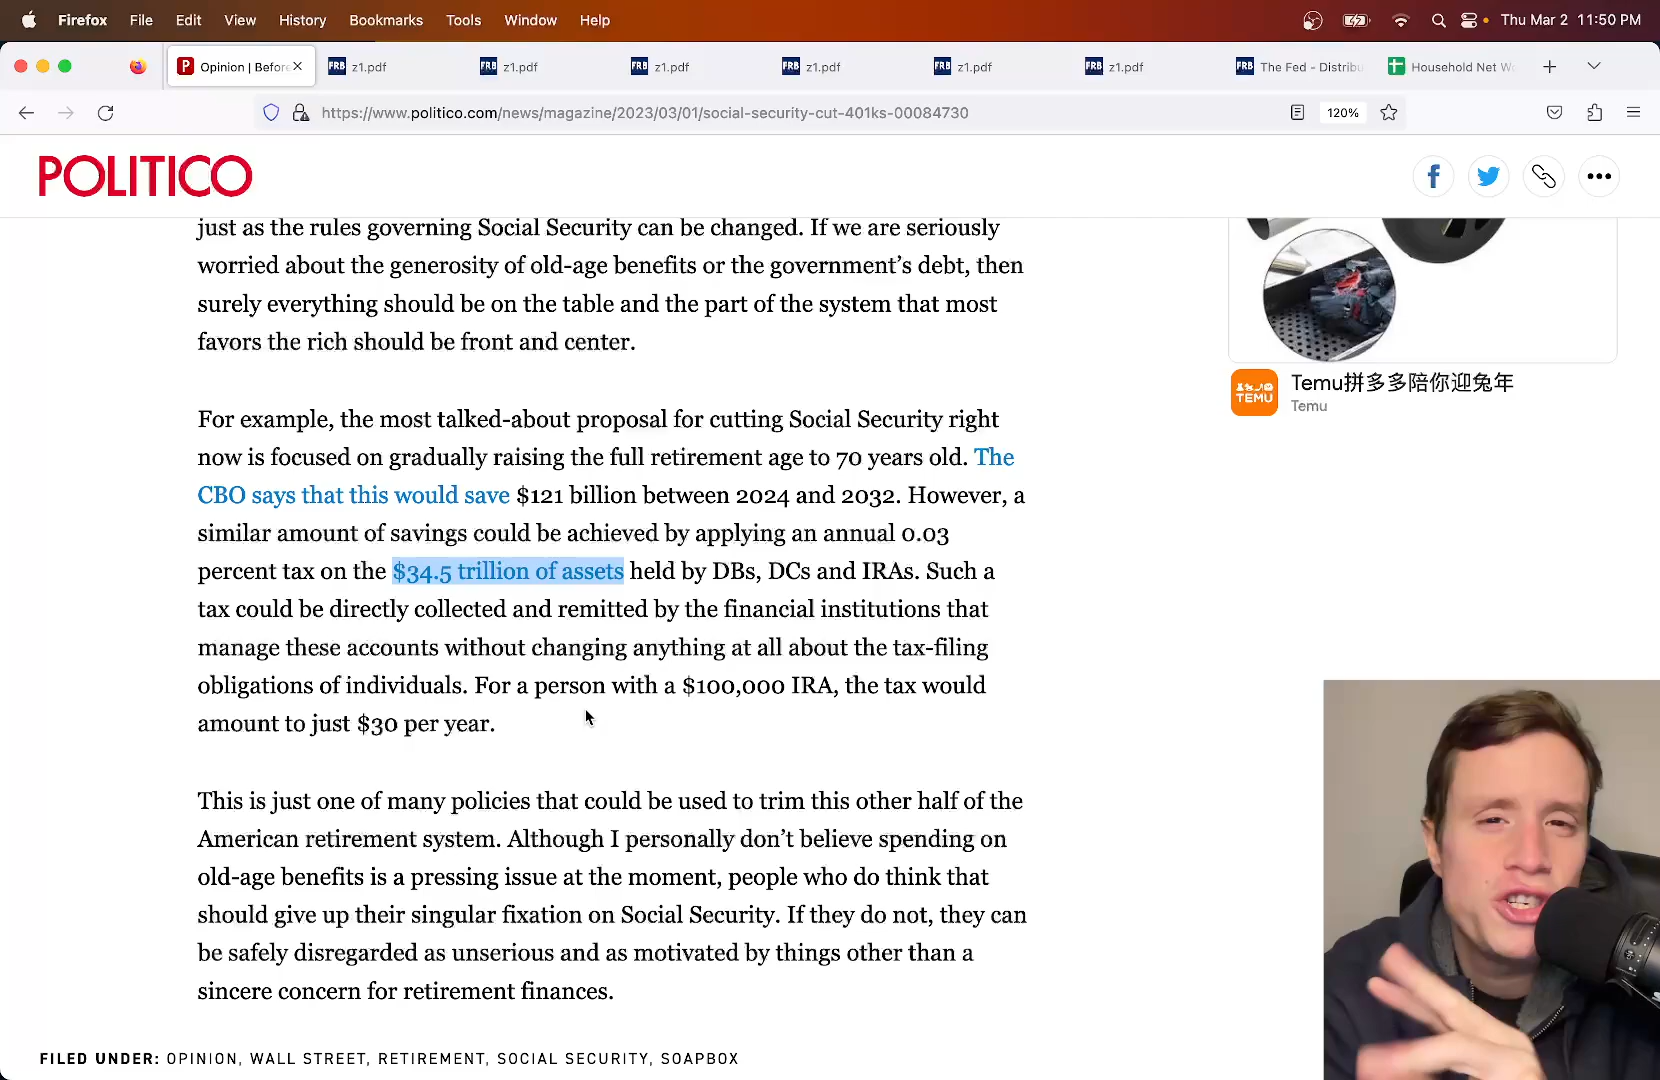 Firefox File Edit View History Bookmarks Tools Window Help Thu Mar 2 11:50 PM
Opinion | Before z1.pdf z1.pdf z1.pdf z1.pdf z1.pdf z1.pdf The Fed - Distribu Household Net W
https://www.politico.com/news/magazine/2023/03/01/social-security-cut-401ks-00084730 120%
POLITICO
just as the rules governing Social Security can be changed. If we are seriously
worried about the generosity of old-age benefits or the government’s debt, then
surely everything should be on the table and the part of the system that most
favors the rich should be front and center.
For example, the most talked-about proposal for cutting Social Security right
now is focused on gradually raising the full retirement age to 70 years old. The
CBO says that this would save $121 billion between 2024 and 2032. However, a
similar amount of savings could be achieved by applying an annual 0.03
percent tax on the $34.5 trillion of assets held by DBs, DCs and IRAs. Such a
tax could be directly collected and remitted by the financial institutions that
manage these accounts without changing anything at all about the tax-filing
obligations of individuals. For a person with a $100,000 IRA, the tax would
amount to just $30 per year.
This is just one of many policies that could be used to trim this other half of the
American retirement system. Although I personally don’t believe spending on
old-age benefits is a pressing issue at the moment, people who do think that
should give up their singular fixation on Social Security. If they do not, they can
be safely disregarded as unserious and as motivated by things other than a
sincere concern for retirement finances.
FILED UNDER: OPINION, WALL STREET, RETIREMENT, SOCIAL SECURITY, SOAPBOX
TEMU
Temu拼多多陪你迎兔年
Temu